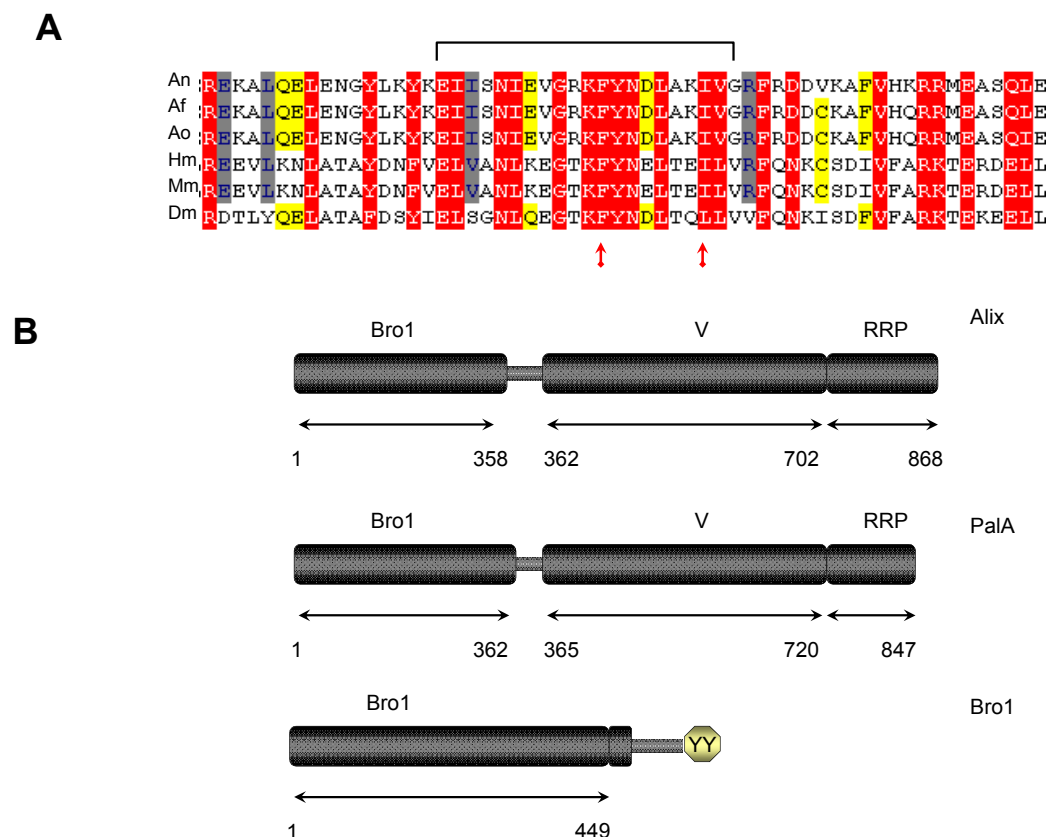 A
An REKALQELENGYLKYKEIISNIEVGRKFYNDLAKIVGRFRDDVKAFVHKRRMEASQLE
Af REKALQELENGYLKYKEIISNIEVGRKFYNDLAKIVGRFRDDCKAFVHQRRMEASQLE
Ao REKALQELENGYLKYKEIISNIEVGRKFYNDLAKIVGRFRDDCKAFVHQRRMEASQIE
Hm REEVLKNLATAYDNFVELVANLKEGTKFYNELTEILVRFQNKCSDIVFARKTERDELL
Mm REEVLKNLATAYDNFVELVANLKEGTKFYNELTEILVRFQNKCSDIVFARKTERDELL
Dm RDTLYQELATAFDSYIELSGNLQEGTKFYNDLTQLLVVFQNKISDFVFARKTEKEELL
B
Bro1 V RRP Alix
1 358 362 702 868
Bro1 V RRP PalA
1 362 365 720 847
Bro1 Bro1
YY
1 449